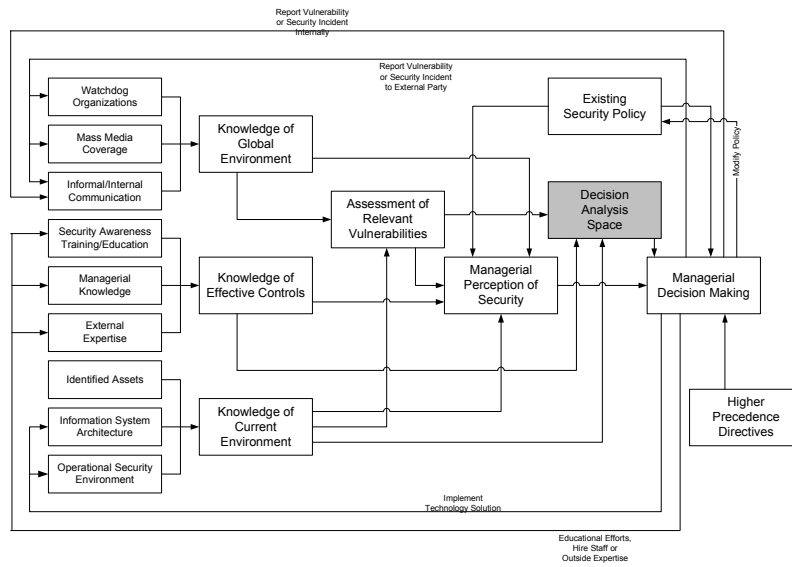 Report Vulnerability
or Security Incident
Internally
Report Vulnerability
or Security Incident
to External Party
Watchdog
Organizations
Mass Media
Coverage
Informal/Internal
Communication
Security Awareness
Training/Education
Managerial
Knowledge
External
Expertise
Identified Assets
Information System
Architecture
Operational Security
Environment
Knowledge of
Global
Environment
Knowledge of
Effective Controls
Knowledge of
Current
Environment
Assessment of
Relevant
Vulnerabilities
Managerial
Perception of
Security
Existing
Security Policy
Modify Policy
Decision
Analysis
Space
Managerial
Decision Making
Higher
Precedence
Directives
Implement
Technology Solution
Educational Efforts,
Hire Staff or
Outside Expertise